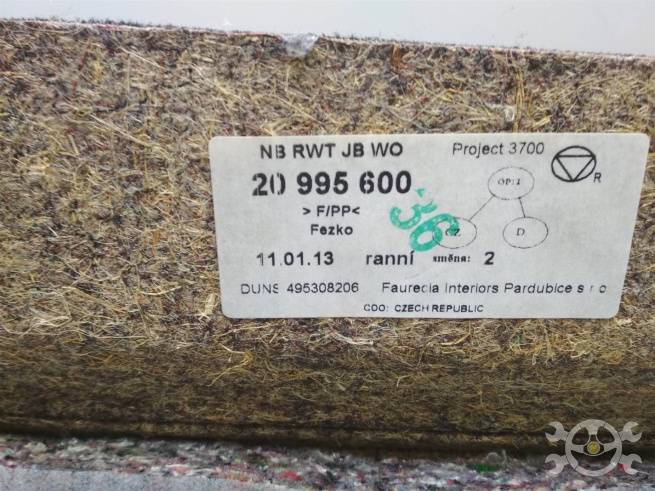 NB RWT JB WO Project 3700
20 995 600
R
> F/PP< 36 D
Fezko
11.01.13 ranní směna: 2
DUNS 495308206 Faurecia Interiors Pardubice s r o
COO: CZECH REPUBLIC